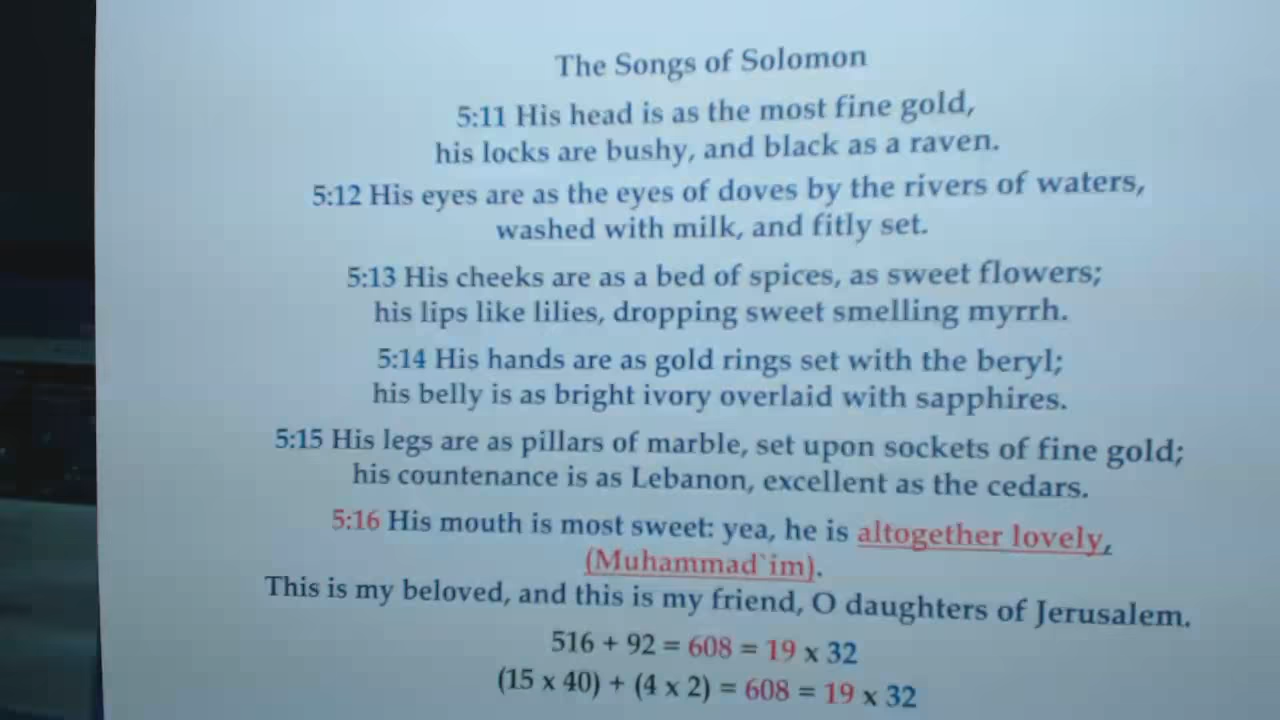 The Songs of Solomon
5:11 His head is as the most fine gold,
his locks are bushy, and black as a raven.
5:12 His eyes are as the eyes of doves by the rivers of waters,
washed with milk, and fitly set.
5:13 His cheeks are as a bed of spices, as sweet flowers;
his lips like lilies, dropping sweet smelling myrrh.
5:14 His hands are as gold rings set with the beryl;
his belly is as bright ivory overlaid with sapphires.
5:15 His legs are as pillars of marble, set upon sockets of fine gold;
his countenance is as Lebanon, excellent as the cedars.
5:16 His mouth is most sweet: yea, he is altogether lovely,
(Muhammad`im).
This is my beloved, and this is my friend, O daughters of Jerusalem.
516 + 92 = 608 = 19 x 32
(15 x 40) + (4 x 2) = 608 = 19 x 32